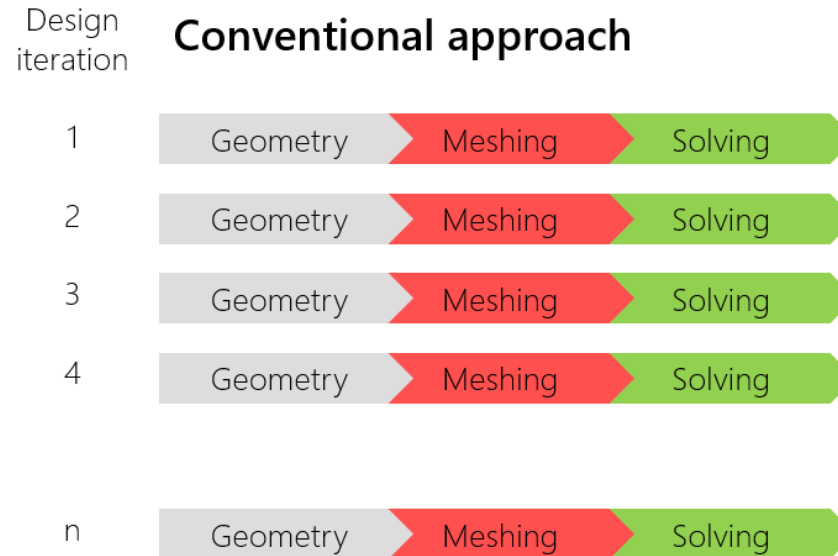 Design
iteration
Conventional approach
1 Geometry Meshing Solving
2 Geometry Meshing Solving
3 Geometry Meshing Solving
4 Geometry Meshing Solving
n Geometry Meshing Solving